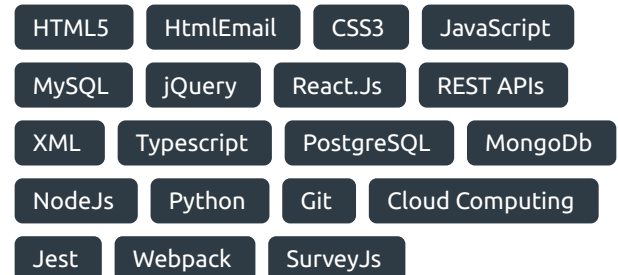 HTML5 HtmlEmail CSS3 JavaScript
MySQL jQuery React.Js REST APIs
XML Typescript PostgreSQL MongoDb
NodeJs Python Git Cloud Computing
Jest Webpack SurveyJs